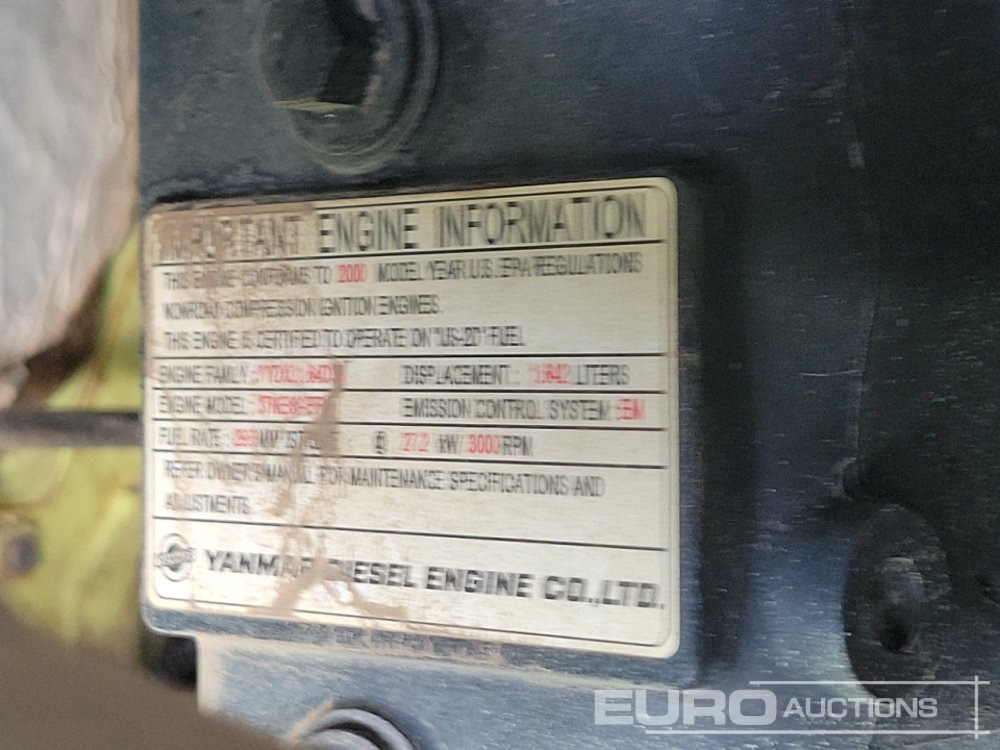 IMPORTANT ENGINE INFORMATION
THIS ENGINE CONFORMS TO 2000 MODEL YEAR U.S. EPA REGULATIONS
NONROAD COMPRESSION IGNITION ENGINES.
THIS ENGINE IS CERTIFIED TO OPERATE ON "US-2D" FUEL
ENGINE FAMILY: DISPLACEMENT: 1.642 LITERS
ENGINE MODEL: EMISSION CONTROL SYSTEM: EM
FUEL RATE: @ 27.2 kW/ 3000 RPM
REFER OWNER'S MANUAL FOR MAINTENANCE SPECIFICATIONS AND
ADJUSTMENTS.
YANMAR DIESEL ENGINE CO.,LTD.
EURO AUCTIONS